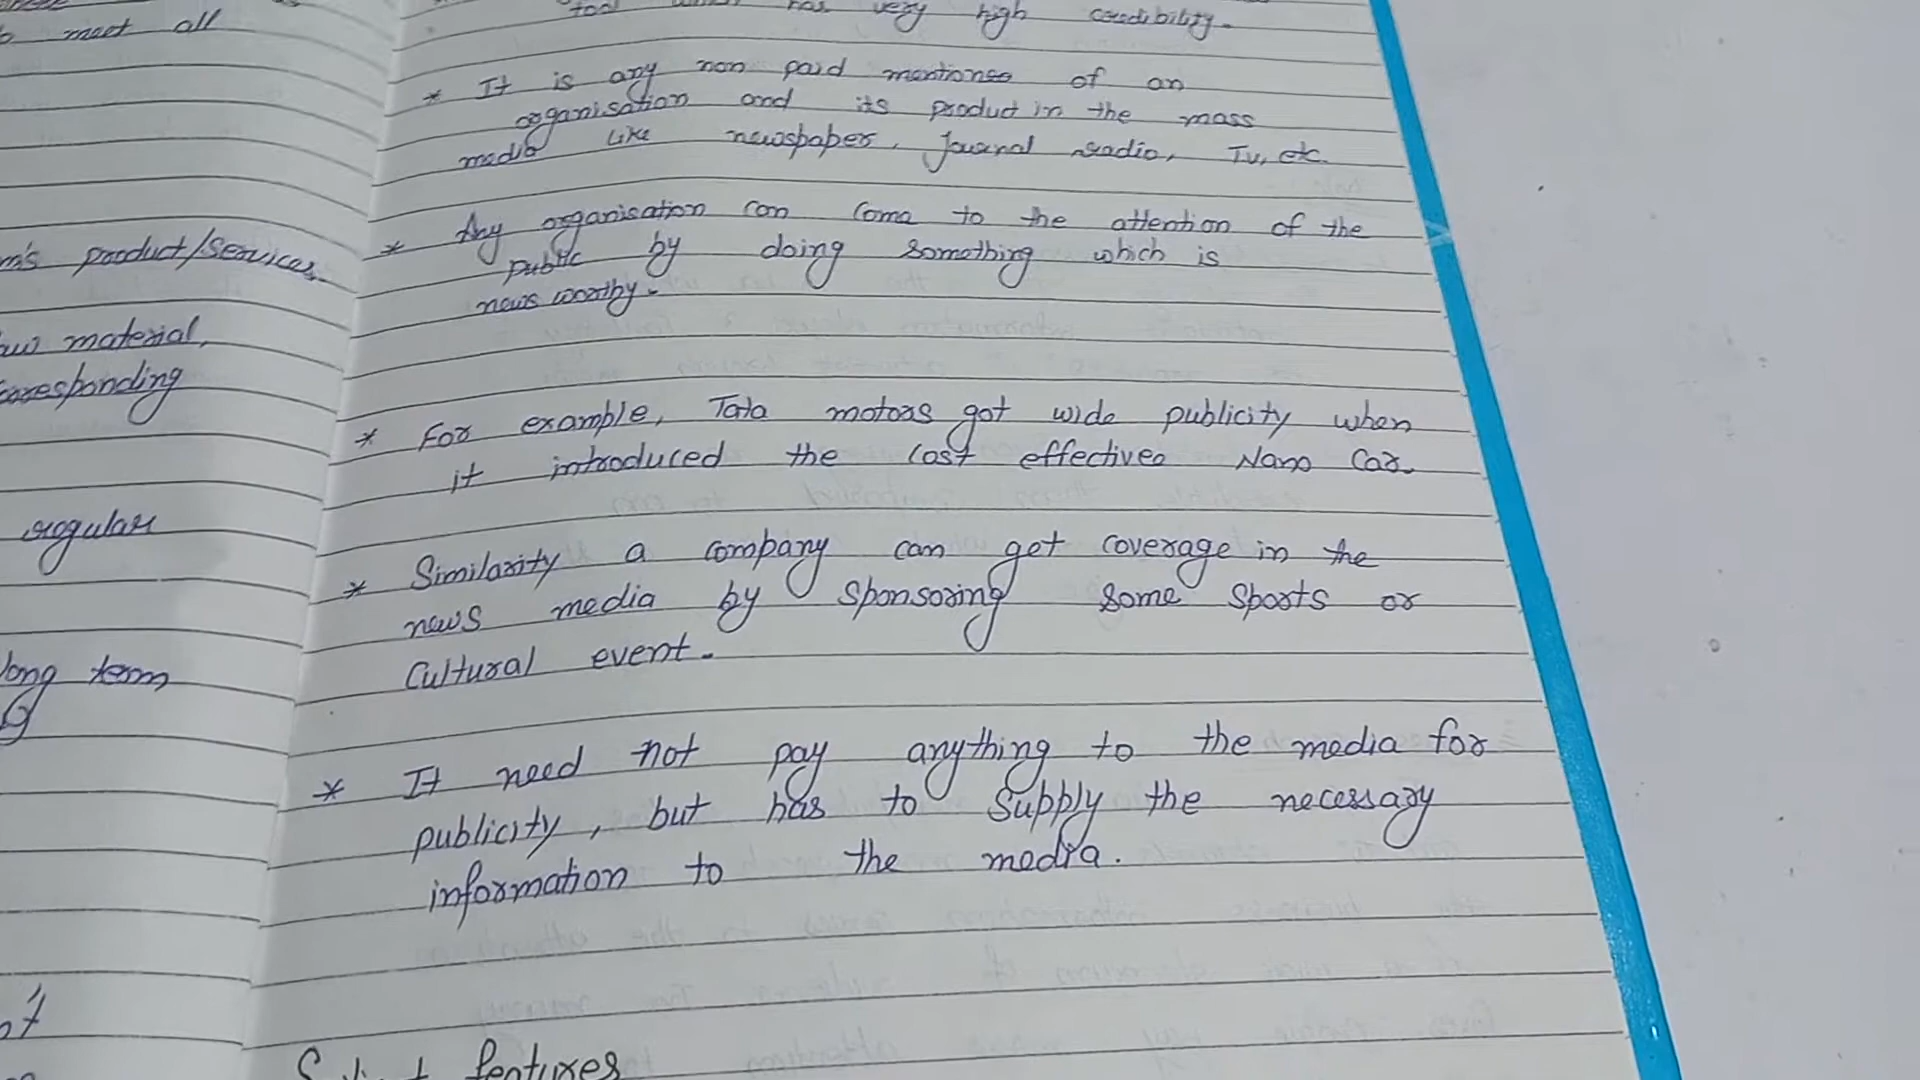 meet all
m's product/services.
material,
regular
long term
tool has very high credibility.
* It is any non paid mentiones of an
organisation and its product in the mass
media like newspaper, Journal radio, Tv, etc.
* Any organisation can come to the attention of the
public by doing something which is
news worthy.
* For example, Tata motors got wide publicity when
it introduced the cost effectivee Nano Car.
* Similarity a company can get coverage in the
news media by sponsoring some sports or
Cultural event.
* It need not pay anything to the media for
publicity, but has to supply the necessary
information to the media.
features